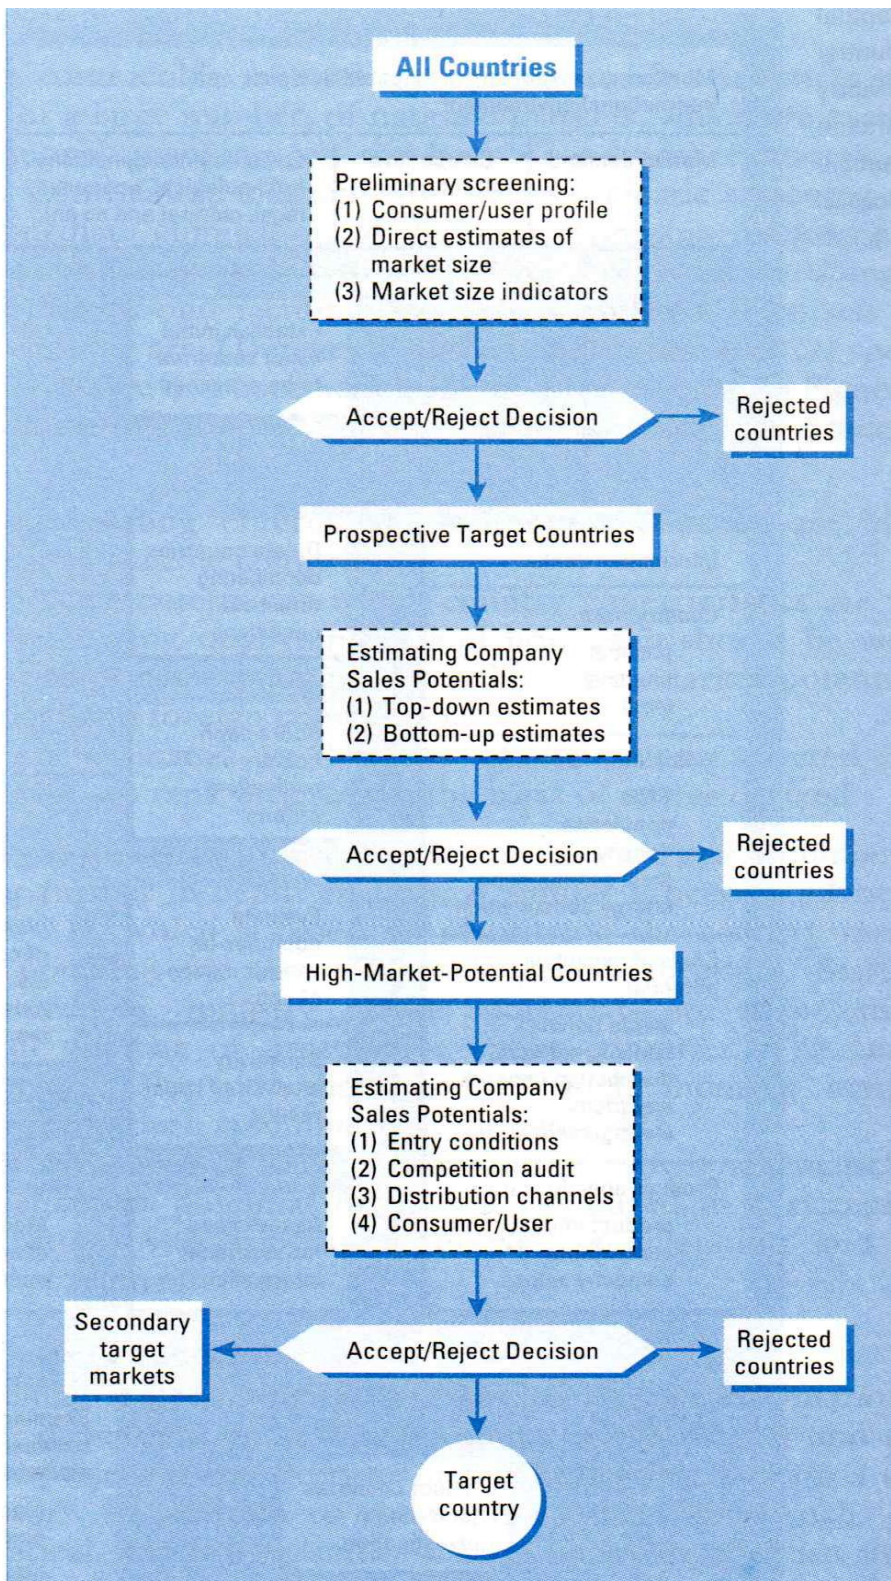 All Countries
Preliminary screening:
(1) Consumer/user profile
(2) Direct estimates of
market size
(3) Market size indicators
Accept/Reject Decision
Rejected
countries
Prospective Target Countries
Estimating Company
Sales Potentials:
(1) Top-down estimates
(2) Bottom-up estimates
Accept/Reject Decision
Rejected
countries
High-Market-Potential Countries
Estimating Company
Sales Potentials:
(1) Entry conditions
(2) Competition audit
(3) Distribution channels
(4) Consumer/User
Secondary
target
markets
Accept/Reject Decision
Rejected
countries
Target
country